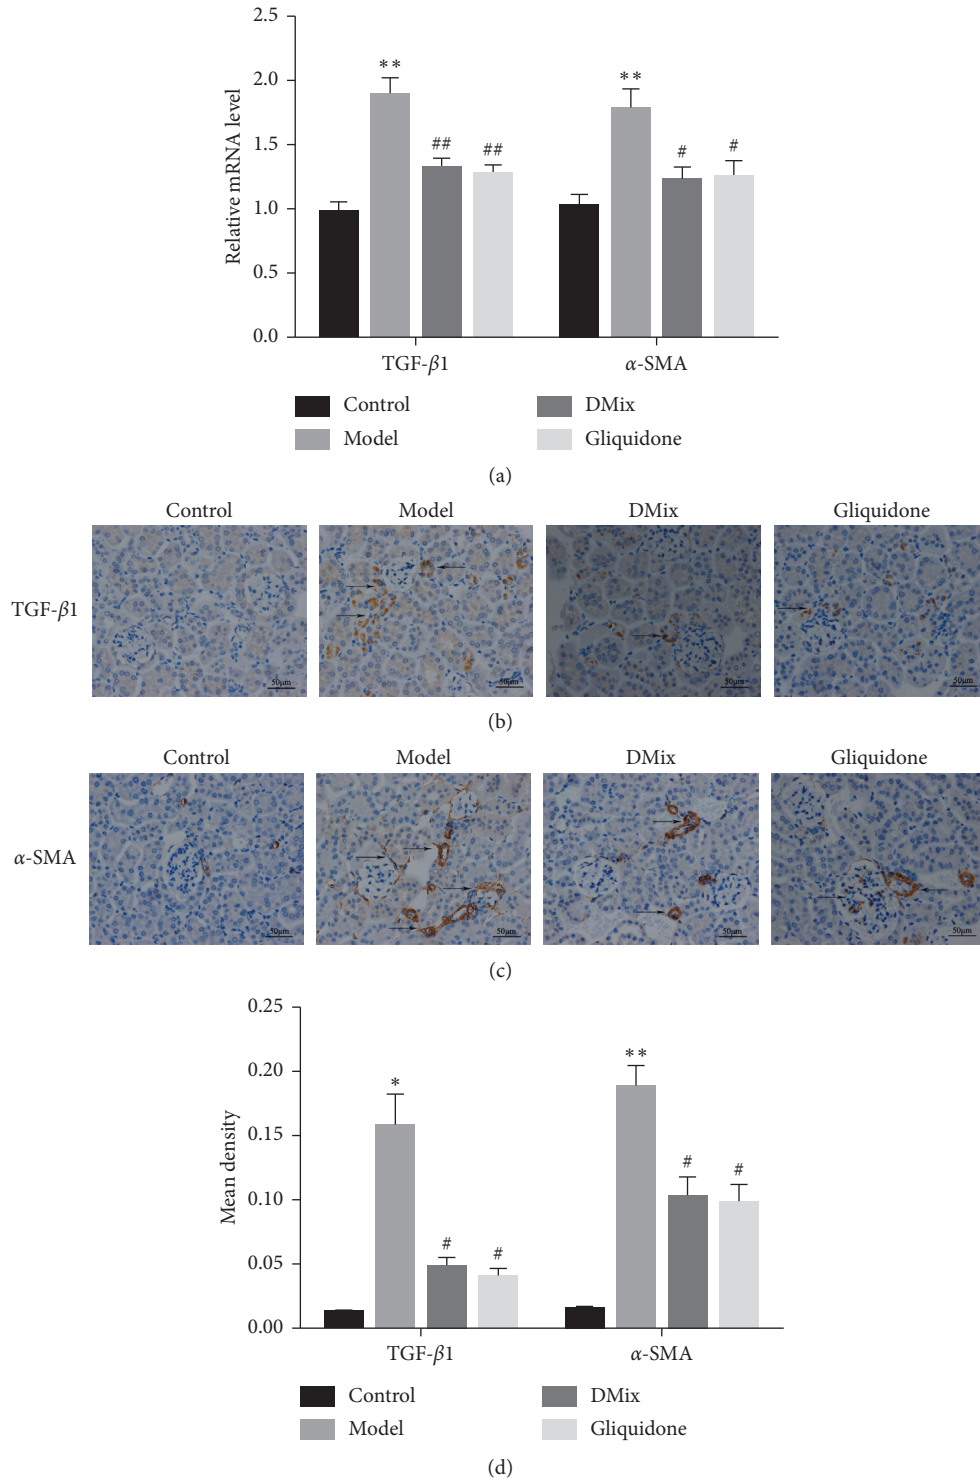 2.5
2.0
1.5
1.0
0.5
0.0
Relative mRNA level
**
##
##
**
#
#
TGF-β1
α-SMA
Control
DMix
Model
Gliquidone
(a)
Control
Model
DMix
Gliquidone
TGF-β1
50μm
50μm
50μm
50μm
(b)
Control
Model
DMix
Gliquidone
α-SMA
50μm
50μm
50μm
50μm
(c)
0.25
0.20
0.15
0.10
0.05
0.00
Mean density
*
#
#
**
#
#
TGF-β1
α-SMA
Control
DMix
Model
Gliquidone
(d)